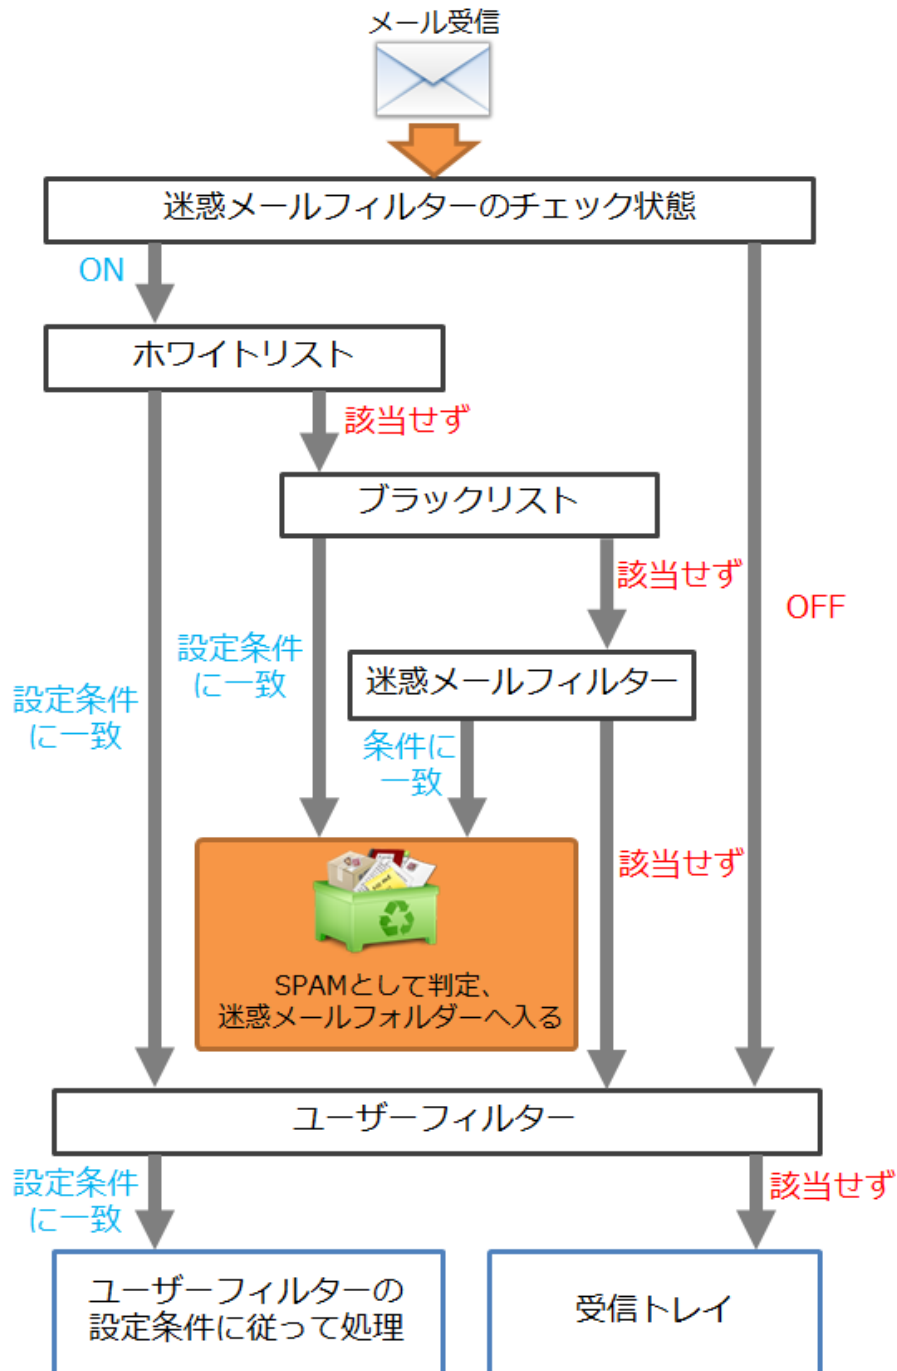 メール受信
迷惑メールフィルターのチェック状態
ON
ホワイトリスト
該当せず
ブラックリスト
該当せず
OFF
設定条件
に一致
迷惑メールフィルター
設定条件
に一致
条件に
一致
該当せず
SPAMとして判定、
迷惑メールフォルダーへ入る
ユーザーフィルター
設定条件
に一致
該当せず
ユーザーフィルターの
設定条件に従って処理
受信トレイ